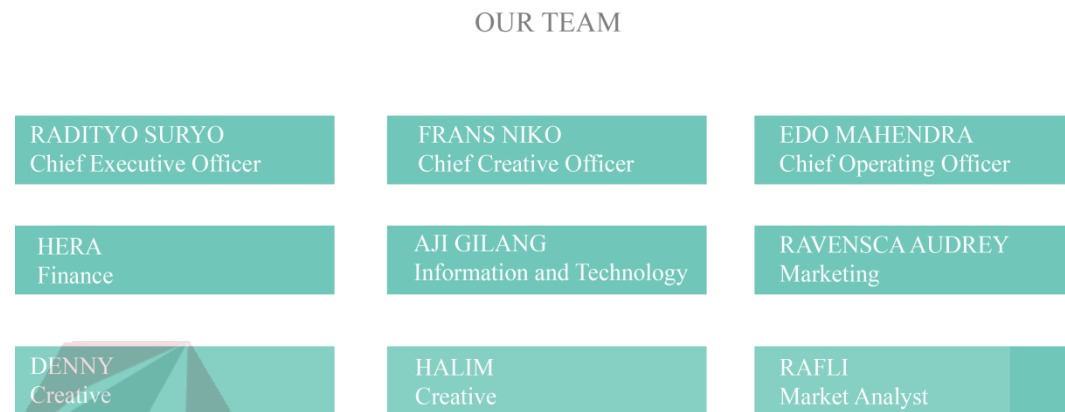 OUR TEAM
RADITYO SURYO
Chief Executive Officer
FRANS NIKO
Chief Creative Officer
EDO MAHENDRA
Chief Operating Officer
HERA
Finance
AJI GILANG
Information and Technology
RAVENSCA AUDREY
Marketing
DENNY
Creative
HALIM
Creative
RAFLI
Market Analyst